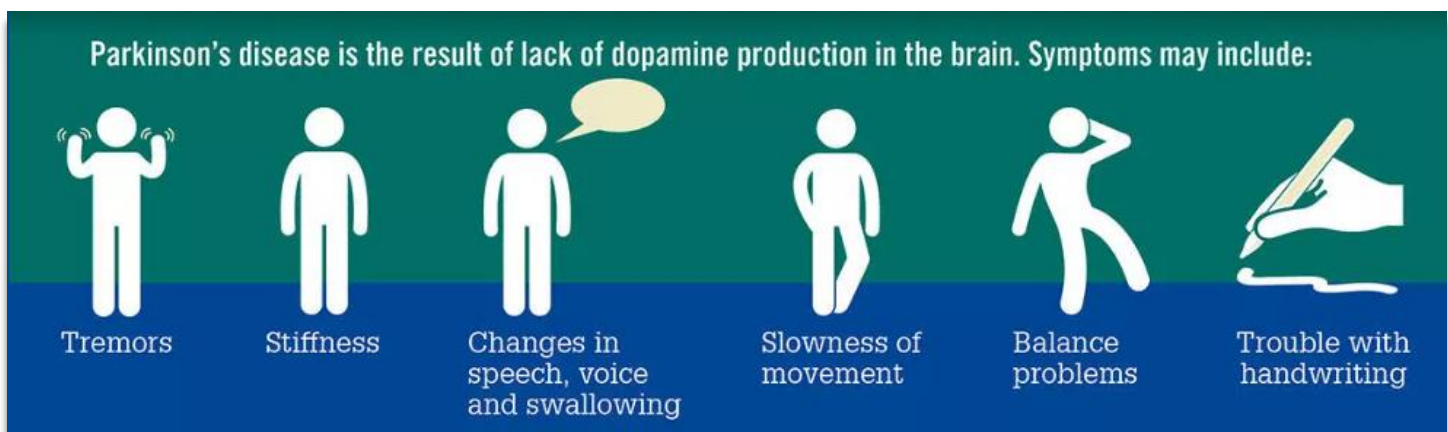 Parkinson's disease is the result of lack of dopamine production in the brain. Symptoms may include:
Tremors
Stiffness
Changes in
speech, voice
and swallowing
Slowness of
movement
Balance
problems
Trouble with
handwriting